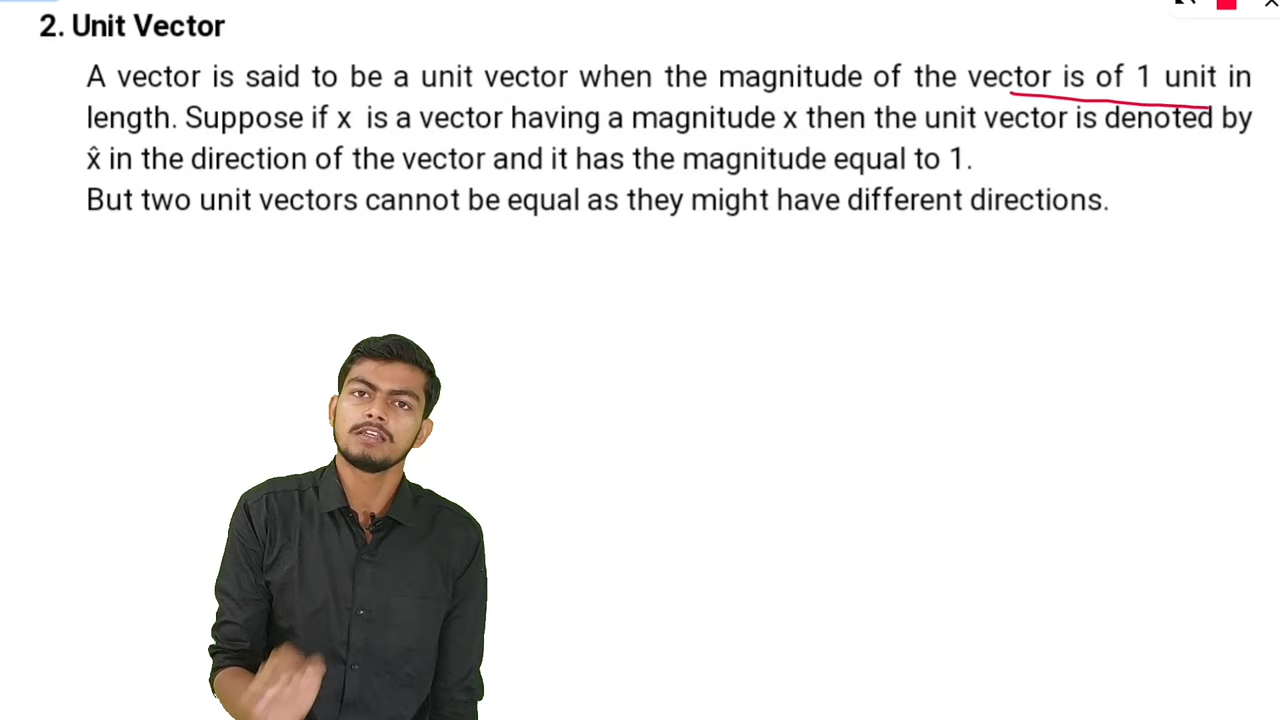 2. Unit Vector
A vector is said to be a unit vector when the magnitude of the vector is of 1 unit in
length. Suppose if x is a vector having a magnitude x then the unit vector is denoted by
x̂ in the direction of the vector and it has the magnitude equal to 1.
But two unit vectors cannot be equal as they might have different directions.